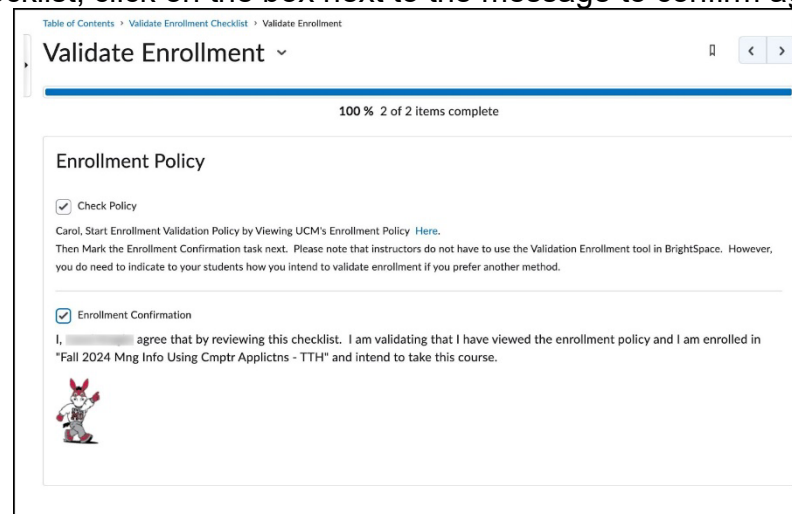 cklist, click on the box next to the message to confirm ag
Table of Contents › Validate Enrollment Checklist › Validate Enrollment
Validate Enrollment
100 % 2 of 2 items complete
Enrollment Policy
Check Policy
Carol, Start Enrollment Validation Policy by Viewing UCM's Enrollment Policy Here.
Then Mark the Enrollment Confirmation task next. Please note that instructors do not have to use the Validation Enrollment tool in BrightSpace. However,
you do need to indicate to your students how you intend to validate enrollment if you prefer another method.
Enrollment Confirmation
I, agree that by reviewing this checklist. I am validating that I have viewed the enrollment policy and I am enrolled in
"Fall 2024 Mng Info Using Cmptr Applictns - TTH" and intend to take this course.